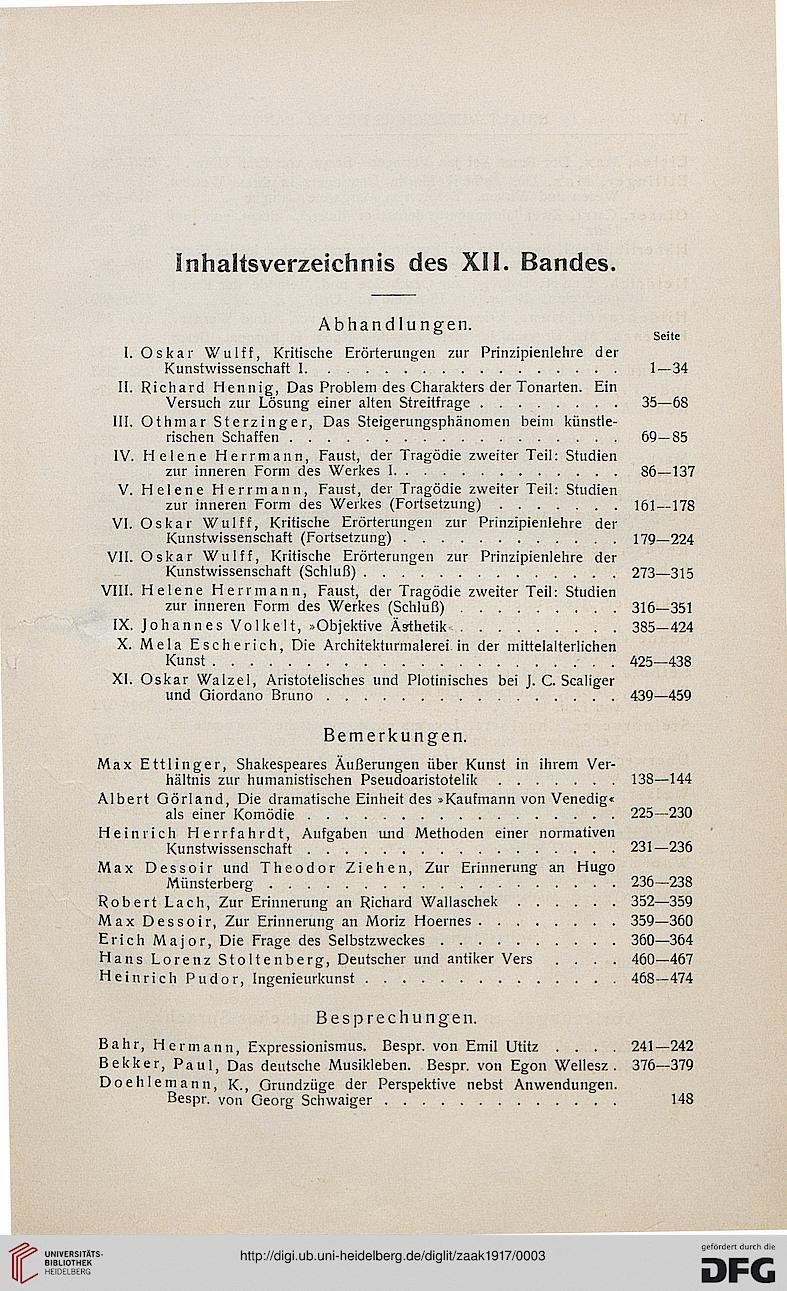 Inhaltsverzeichnis des XII. Bandes.
Abhandlungen.
Seite
I. Oskar Wulff, Kritische Erörterungen zur Prinzipienlehre der
Kunstwissenschaft I. . . . . . . . . . . . . . . . . . 1—34
II. Richard Hennig, Das Problem des Charakters der Tonarten. Ein
Versuch zur Lösung einer alten Streitfrage . . . . . . . . 35—68
III. Othmar Sterzinger, Das Steigerungsphänomen beim künstle-
rischen Schaffen . . . . . . . . . . . . . . . . . . 69—85
IV. Helene Herrmann, Faust, der Tragödie zweiter Teil: Studien
zur inneren Form des Werkes I. . . . . . . . . . . . . 86—137
V. Helene Herrmann, Faust, der Tragödie zweiter Teil: Studien
zur inneren Form des Werkes (Fortsetzung) . . . . . . . 161—178
VI. Oskar Wulff, Kritische Erörterungen zur Prinzipienlehre der
Kunstwissenschaft (Fortsetzung) . . . . . . . . . . . . 179—224
VII. Oskar Wulff, Kritische Erörterungen zur Prinzipienlehre der
Kunstwissenschaft (Schluß) . . . . . . . . . . . . . . 273—315
VIII. Helene Herrmann, Faust, der Tragödie zweiter Teil: Studien
zur inneren Form des Werkes (Schluß) . . . . . . . . . 316—351
IX. Johannes Volkelt, »Objektive Ästhetik« . . . . . . . . . 385—424
X. Mela Escherich, Die Architekturmalerei in der mittelalterlichen
Kunst . . . . . . . . . . . . . . . . . . . . . . 425—438
XI. Oskar Walzel, Aristotelisches und Plotinisches bei J. C. Scaliger
und Giordano Bruno . . . . . . . . . . . . . . . . 439—459
Bemerkungen.
Max Ettlinger, Shakespeares Äußerungen über Kunst in ihrem Ver-
hältnis zur humanistischen Pseudoaristotelik . . . . . . . 138—144
Albert Görland, Die dramatische Einheit des »Kaufmann von Venedig«
als einer Komödie . . . . . . . . . . . . . . . . . 225—230
Heinrich Herrfahrdt, Aufgaben und Methoden einer normativen
Kunstwissenschaft . . . . . . . . . . . . . . . . . 231—236
Max Dessoir und Theodor Ziehen, Zur Erinnerung an Hugo
Münsterberg . . . . . . . . . . . . . . . . . . . 236—238
Robert Lach, Zur Erinnerung an Richard Wallaschek . . . . . . 352—359
Max Dessoir, Zur Erinnerung an Moriz Hoernes . . . . . . . . 359—360
Erich Major, Die Frage des Selbstzweckes . . . . . . . . . . 360—364
Hans Lorenz Stoltenberg, Deutscher und antiker Vers . . . . 460—467
Heinrich Pudor, Ingenieurkunst . . . . . . . . . . . . . . 468—474
Besprechungen.
Bahr, Hermann, Expressionismus. Bespr. von Emil Utitz . . . . 241—242
Bekker, Paul, Das deutsche Musikleben. Bespr. von Egon Wellesz . 376—379
Doehlemann, K., Grundzüge der Perspektive nebst Anwendungen.
Bespr. von Georg Schwaiger . . . . . . . . . . . . . 148
UNIVERSITÄTS-
BIBLIOTHEK
HEIDELBERG
http://digi.ub.uni-heidelberg.de/diglit/zaak1917/0003
gefördert durch die
DFG